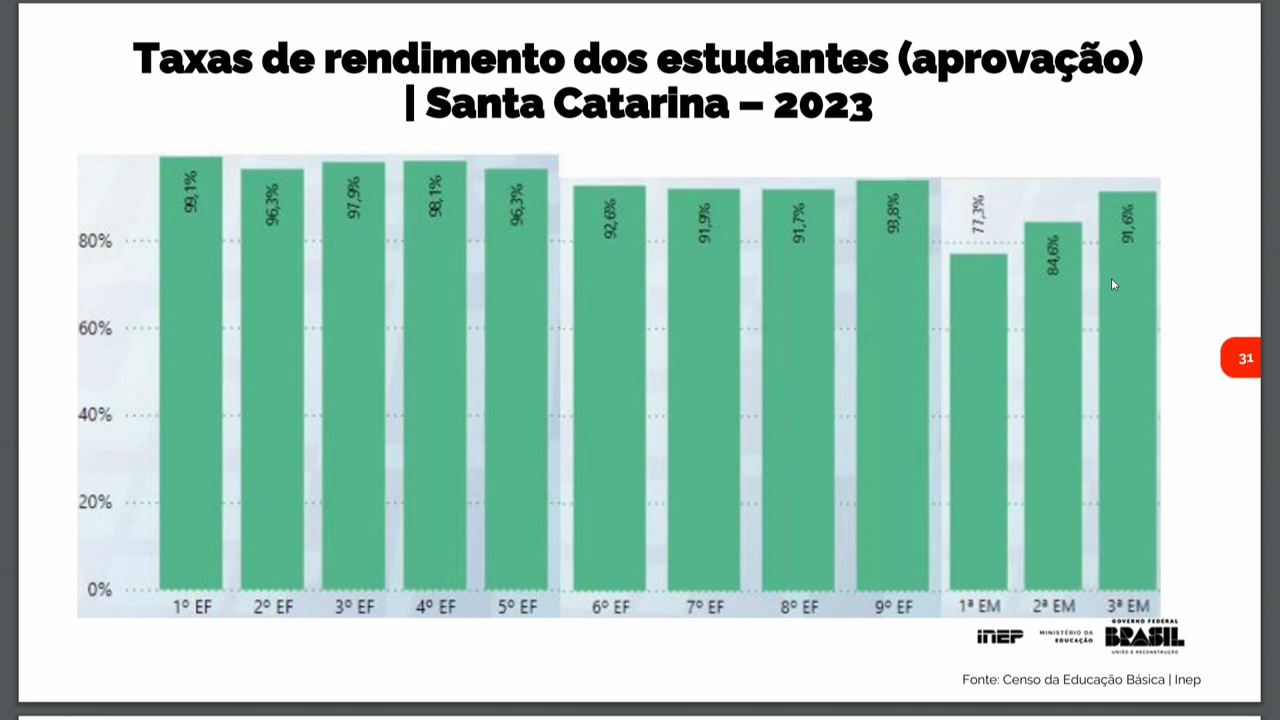 Taxas de rendimento dos estudantes (aprovação)
| Santa Catarina – 2023
99,1%
96,3%
97,9%
98,1%
96,3%
92,6%
91,9%
91,7%
93,8%
77,3%
84,6%
91,6%
80%
60%
40%
20%
0%
1º EF
2º EF
3º EF
4º EF
5º EF
6º EF
7º EF
8º EF
9º EF
1ª EM
2ª EM
3ª EM
31
inep
MINISTÉRIO DA
EDUCAÇÃO
GOVERNO FEDERAL
BRASIL
UNIÃO E RECONSTRUÇÃO
Fonte: Censo da Educação Básica | Inep